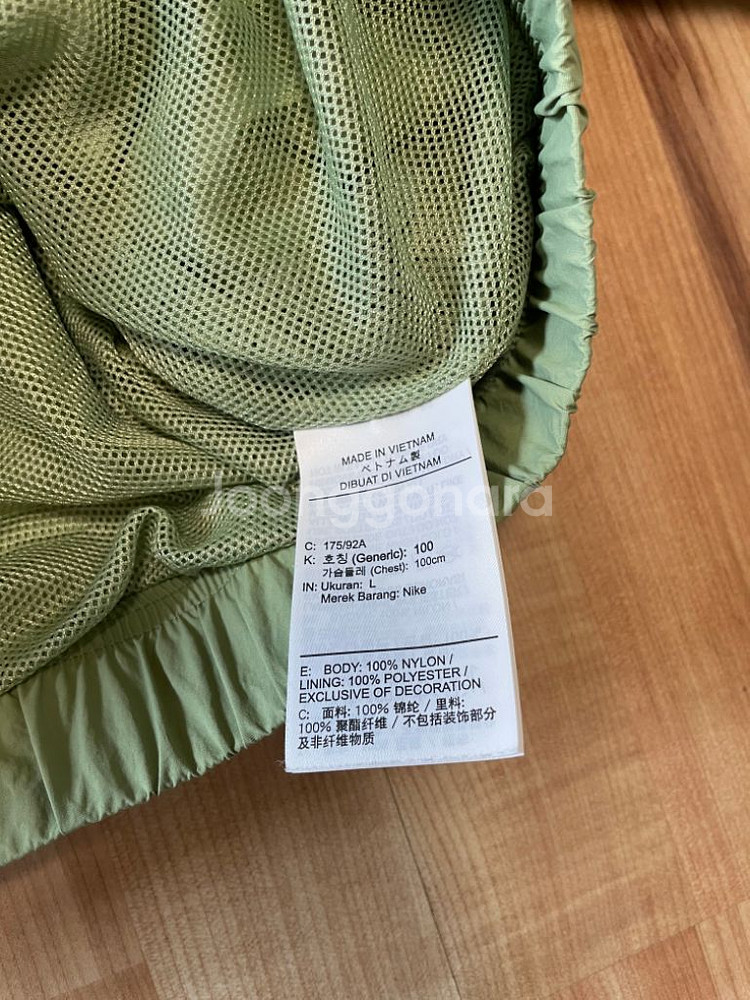 MADE IN VIETNAM
ベトナム製
DIBUAT DI VIETNAM
joonggonara
C: 175/92A
K: 호칭 (Generic): 100
가슴둘레 (Chest): 100cm
IN: Ukuran: L
Merek Barang: Nike
E: BODY: 100% NYLON /
LINING: 100% POLYESTER /
EXCLUSIVE OF DECORATION
C: 面料: 100% 锦纶 / 里料:
100% 聚酯纤维 / 不包括装饰部分
及非纤维物质